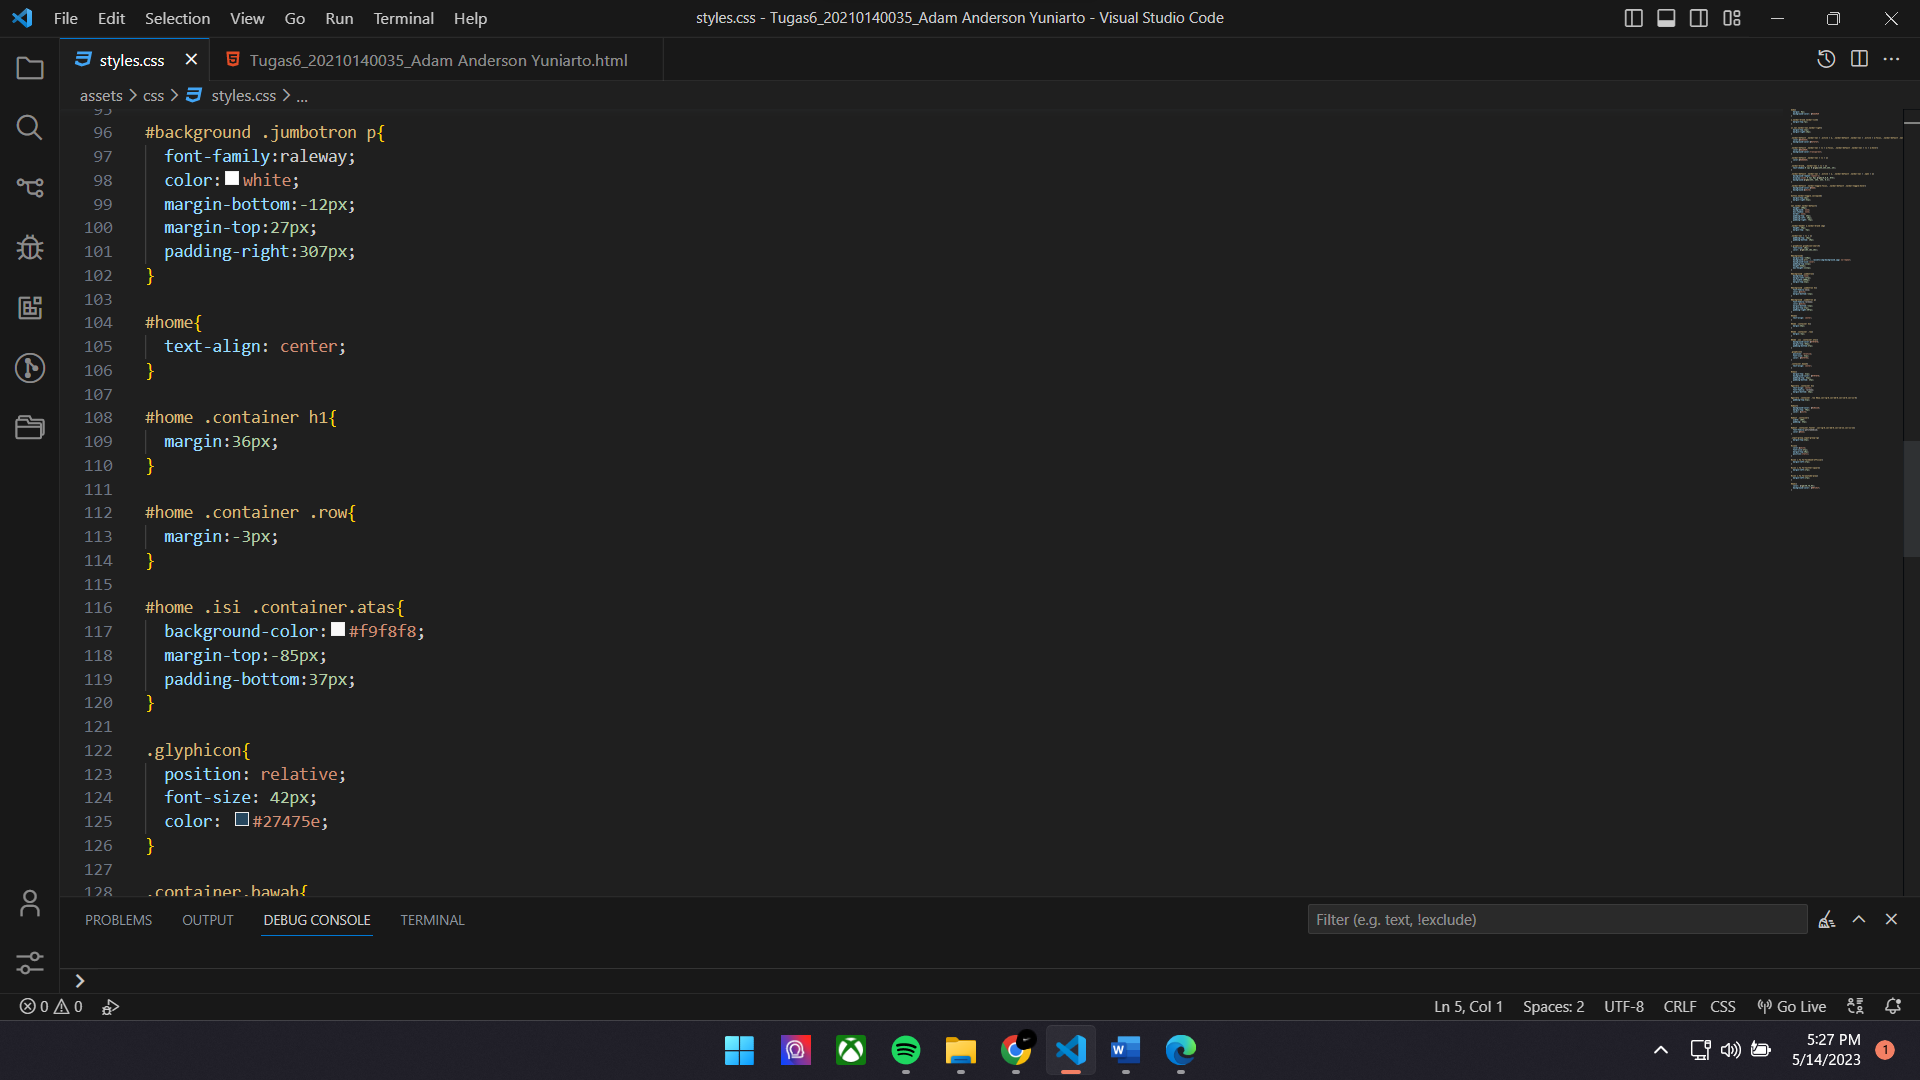 File Edit Selection View Go Run Terminal Help
styles.css - Tugas6_20210140035_Adam Anderson Yuniarto - Visual Studio Code
styles.css
Tugas6_20210140035_Adam Anderson Yuniarto.html
assets > css > styles.css > ...
95
96 #background .jumbotron p{
97 font-family:raleway;
98 color:white;
99 margin-bottom:-12px;
100 margin-top:27px;
101 padding-right:307px;
102 }
103
104 #home{
105 text-align: center;
106 }
107
108 #home .container h1{
109 margin:36px;
110 }
111
112 #home .container .row{
113 margin:-3px;
114 }
115
116 #home .isi .container.atas{
117 background-color:#f9f8f8;
118 margin-top:-85px;
119 padding-bottom:37px;
120 }
121
122 .glyphicon{
123 position: relative;
124 font-size: 42px;
125 color: #27475e;
126 }
127
128 .container.bawah{
PROBLEMS OUTPUT DEBUG CONSOLE TERMINAL
Filter (e.g. text, !exclude)
0 0
Ln 5, Col 1 Spaces: 2 UTF-8 CRLF CSS Go Live
5:27 PM
5/14/2023
1